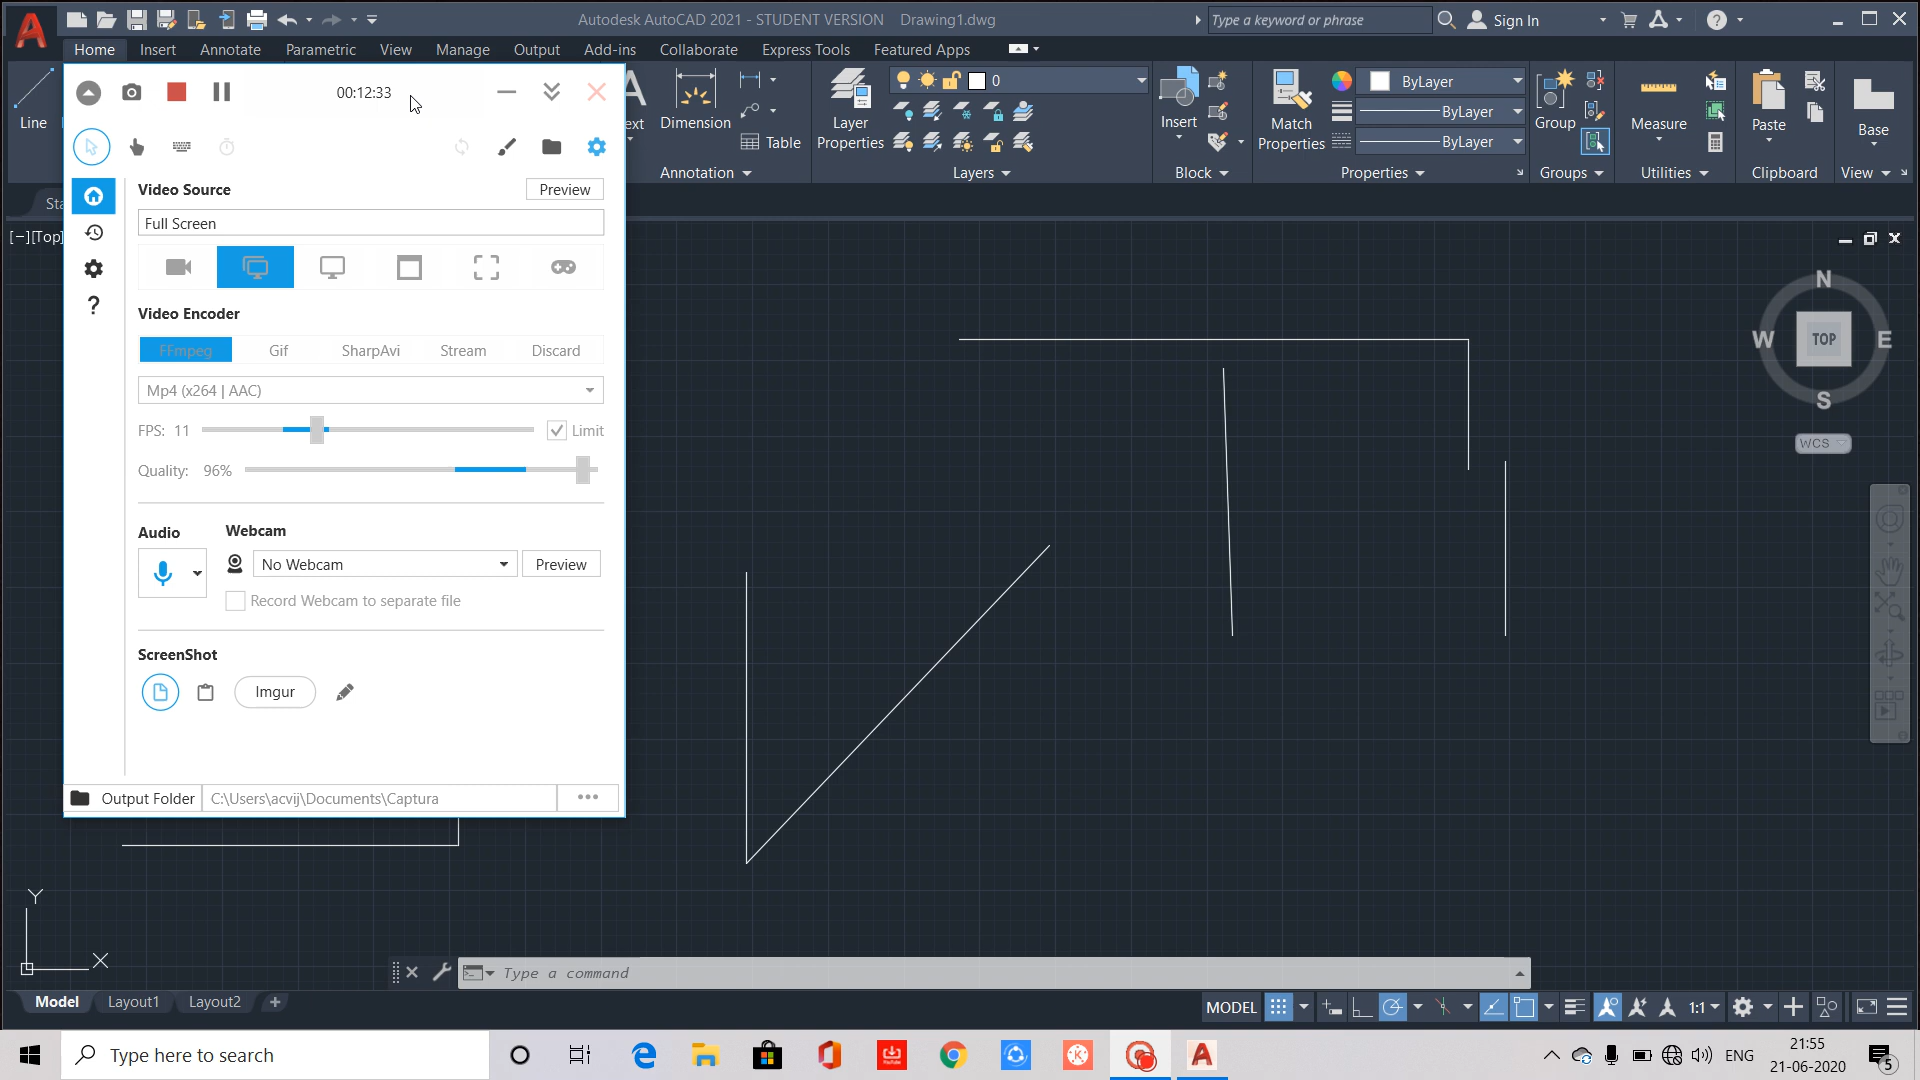 Autodesk AutoCAD 2021 - STUDENT VERSION    Drawing1.dwg
Type a keyword or phrase
Sign In
Home Insert Annotate Parametric View Manage Output Add-ins Collaborate Express Tools Featured Apps
Line
Dimension
Table
Annotation
Layer Properties
0
Layers
Insert
Block
Match Properties
ByLayer
ByLayer
ByLayer
Properties
Group
Groups
Measure
Utilities
Paste
Clipboard
Base
View
[−][Top]
00:12:33
Video Source
Preview
Full Screen
Video Encoder
FFmpeg Gif SharpAvi Stream Discard
Mp4 (x264 | AAC)
FPS: 11
Limit
Quality: 96%
Audio
Webcam
No Webcam
Preview
Record Webcam to separate file
ScreenShot
Imgur
Output Folder
C:\Users\acvij\Documents\Captura
N
W TOP E
S
WCS
Y
X
Type a command
Model Layout1 Layout2
MODEL
1:1
Type here to search
ENG
21:55
21-06-2020
5